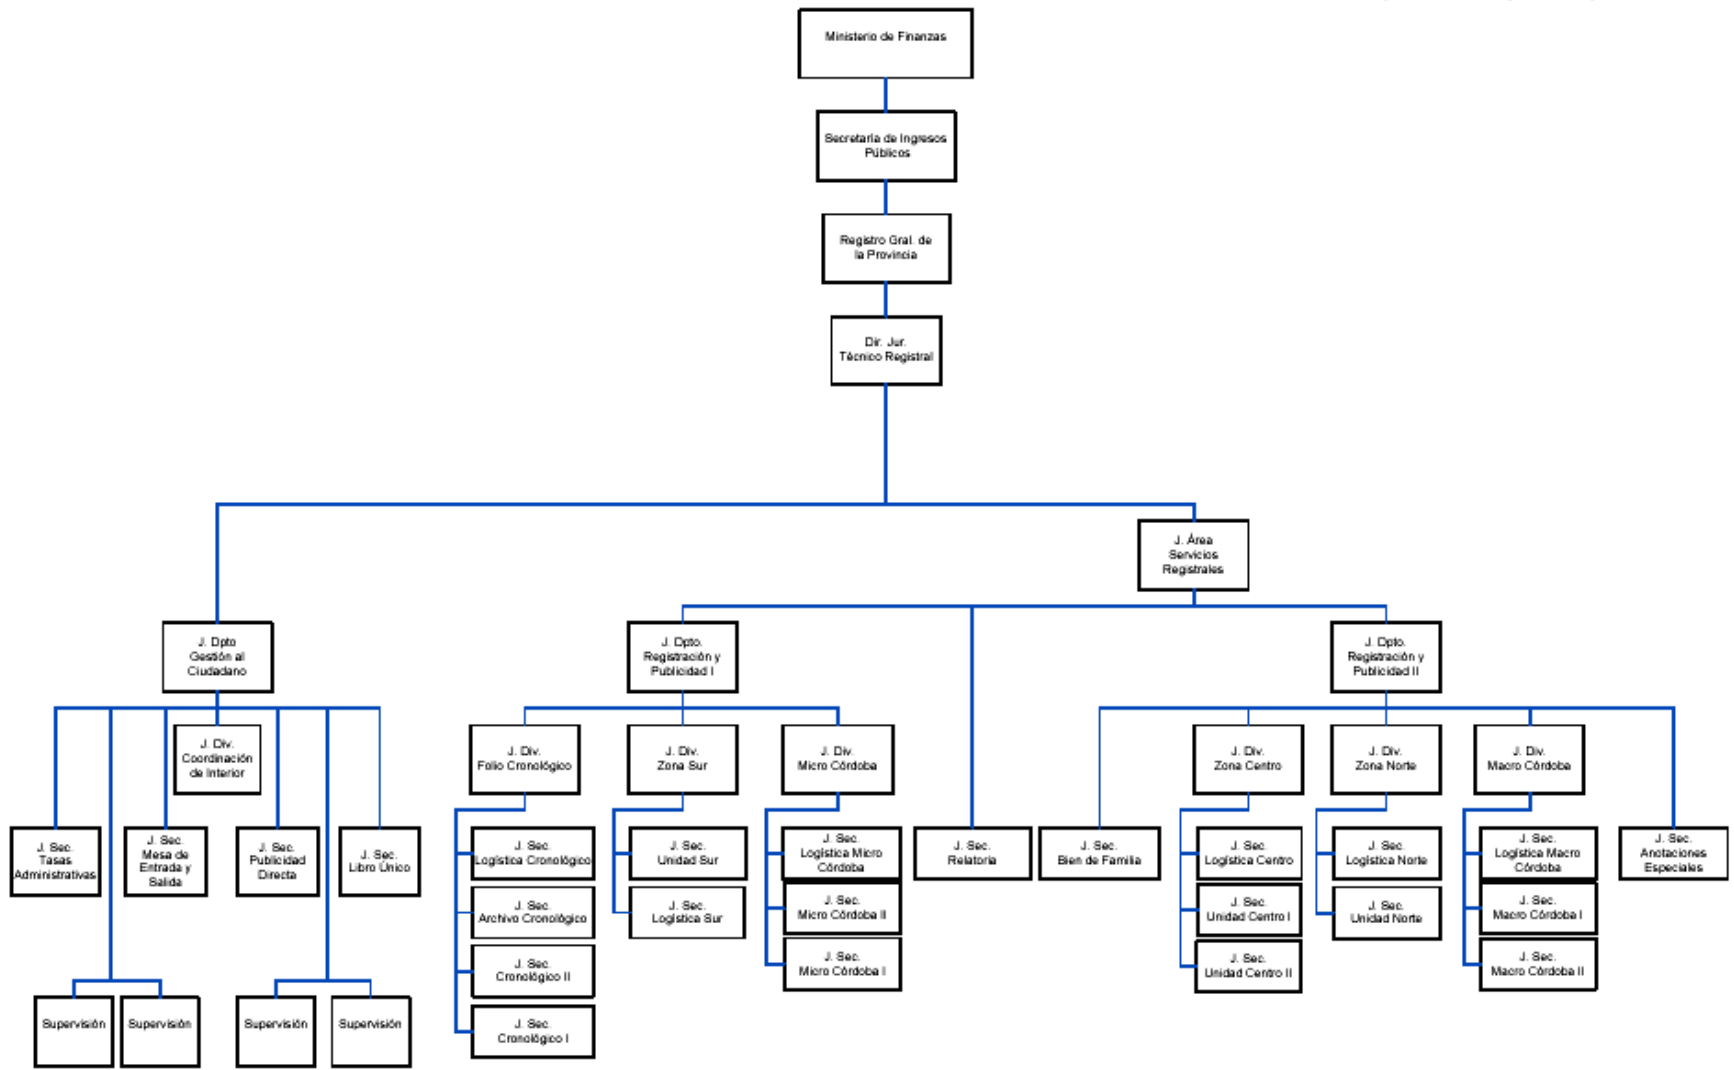 Ministerio de Finanzas
Secretaría de Ingresos
Públicos
Registro Gral. de
la Provincia
Dir. Jur.
Técnico Registral
J. Área
Servicios
Registrales
J. Dpto
Gestión al
Ciudadano
J. Dpto.
Registración y
Publicidad I
J. Dpto.
Registración y
Publicidad II
J. Div.
Coordinación
de Interior
J. Div.
Folio Cronológico
J. Div.
Zona Sur
J. Div.
Micro Córdoba
J. Div.
Zona Centro
J. Div.
Zona Norte
J. Div.
Macro Córdoba
J. Sec.
Tasas
Administrativas
J. Sec.
Mesa de
Entrada y
Salida
J. Sec.
Publicidad
Directa
J. Sec.
Libro Único
J. Sec.
Logística Cronológico
J. Sec.
Unidad Sur
J. Sec.
Logística Micro
Córdoba
J. Sec.
Relatoria
J. Sec.
Bien de Familia
J. Sec.
Logística Centro
J. Sec.
Logística Norte
J. Sec.
Logística Macro
Córdoba
J. Sec.
Anotaciones
Especiales
J. Sec.
Archivo Cronológico
J. Sec.
Logística Sur
J. Sec.
Micro Córdoba II
J. Sec.
Unidad Centro I
J. Sec.
Unidad Norte
J. Sec.
Macro Córdoba I
J. Sec.
Cronológico II
J. Sec.
Micro Córdoba I
J. Sec.
Unidad Centro II
J. Sec.
Macro Córdoba II
Supervisión
Supervisión
Supervisión
Supervisión
J. Sec.
Cronológico I